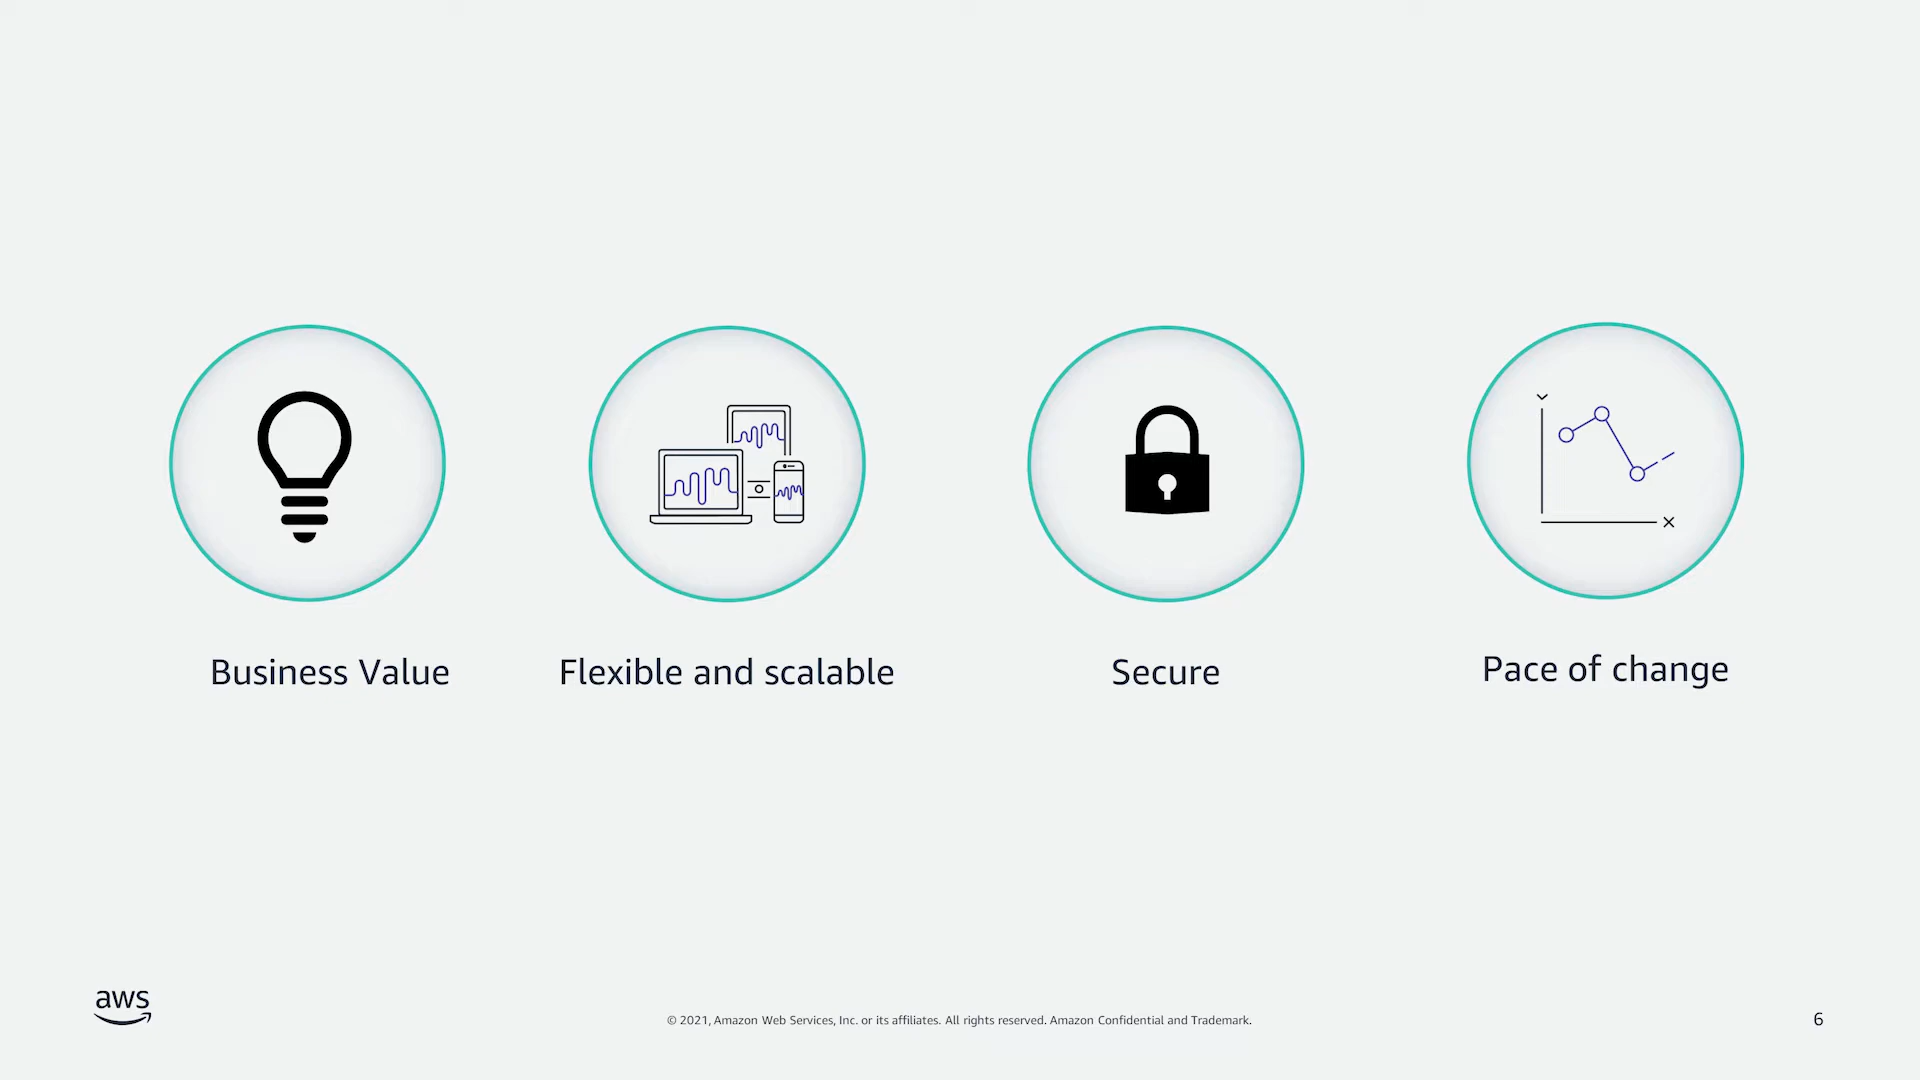 Business Value
Flexible and scalable
Secure
Pace of change
aws
© 2021, Amazon Web Services, Inc. or its affiliates. All rights reserved. Amazon Confidential and Trademark.
6